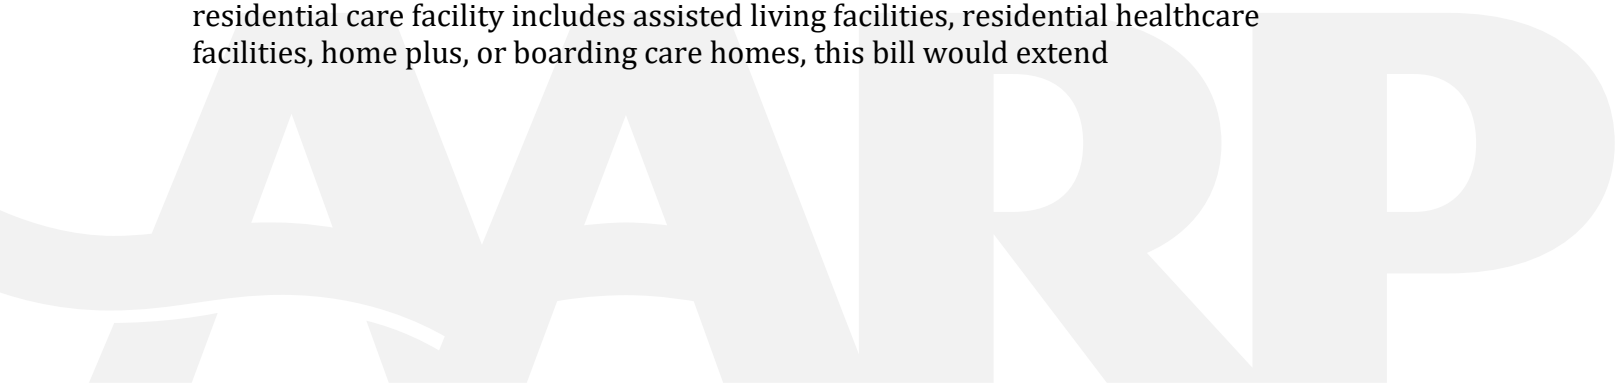 residential care facility includes assisted living facilities, residential healthcare
facilities, home plus, or boarding care homes, this bill would extend
AARP